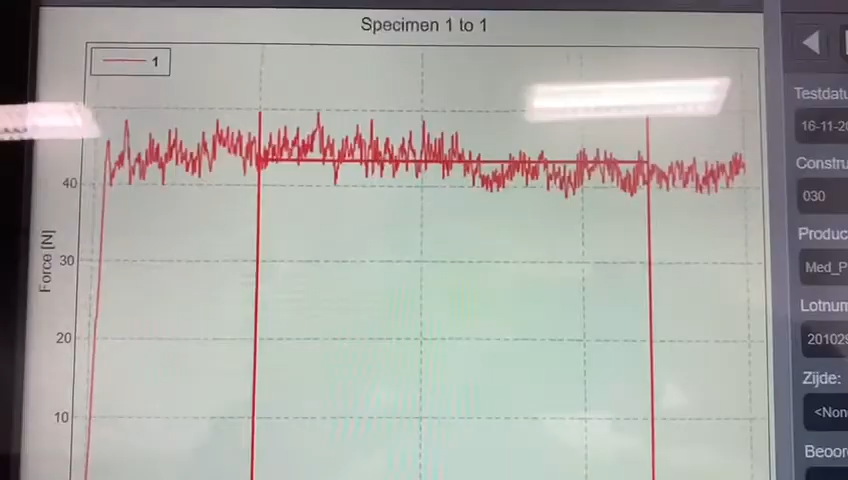 Specimen 1 to 1
1
40
30
20
10
Force [N]
Testdatu
16-11-20
Constru
030
Produc
Med_P
Lotnum
201029
Zijde:
<Non
Beoor